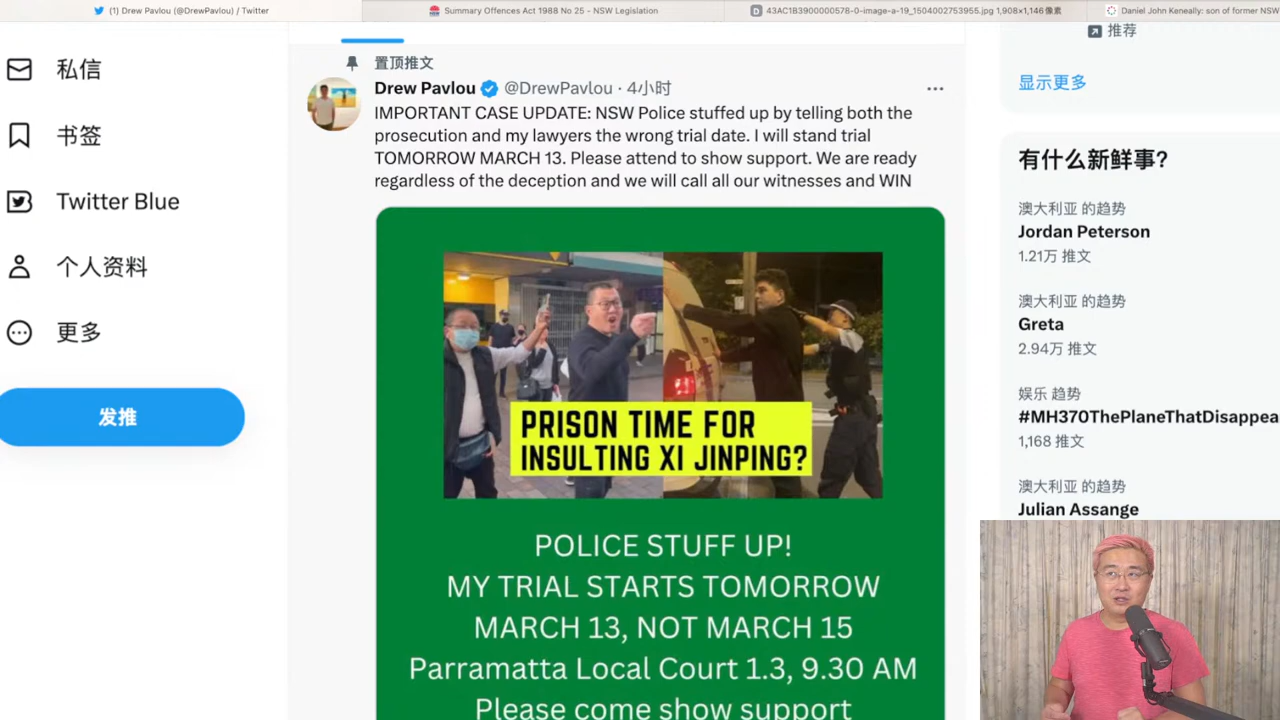 (1) Drew Pavlou (@DrewPavlou) / Twitter
Summary Offences Act 1988 No 25 - NSW Legislation
43AC1B3900000578-0-image-a-19_1504002753955.jpg 1,908×1,146像素
Daniel John Keneally: son of former NSW
私信
书签
Twitter Blue
个人资料
更多
发推
置顶推文
Drew Pavlou @DrewPavlou · 4小时
IMPORTANT CASE UPDATE: NSW Police stuffed up by telling both the
prosecution and my lawyers the wrong trial date. I will stand trial
TOMORROW MARCH 13. Please attend to show support. We are ready
regardless of the deception and we will call all our witnesses and WIN
PRISON TIME FOR
INSULTING XI JINPING?
POLICE STUFF UP!
MY TRIAL STARTS TOMORROW
MARCH 13, NOT MARCH 15
Parramatta Local Court 1.3, 9.30 AM
Please come show support
推荐
显示更多
有什么新鲜事?
澳大利亚 的趋势
Jordan Peterson
1.21万 推文
澳大利亚 的趋势
Greta
2.94万 推文
娱乐 趋势
#MH370ThePlaneThatDisappea
1,168 推文
澳大利亚 的趋势
Julian Assange